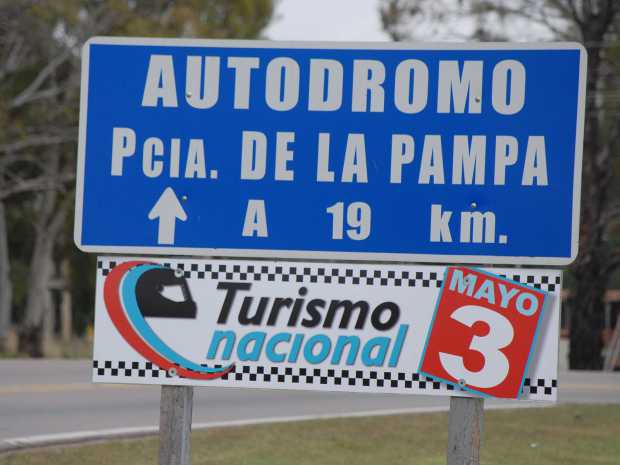 AUTODROMO
PCIA. DE LA PAMPA
A 19 km.
Turismo
nacional
MAYO
3